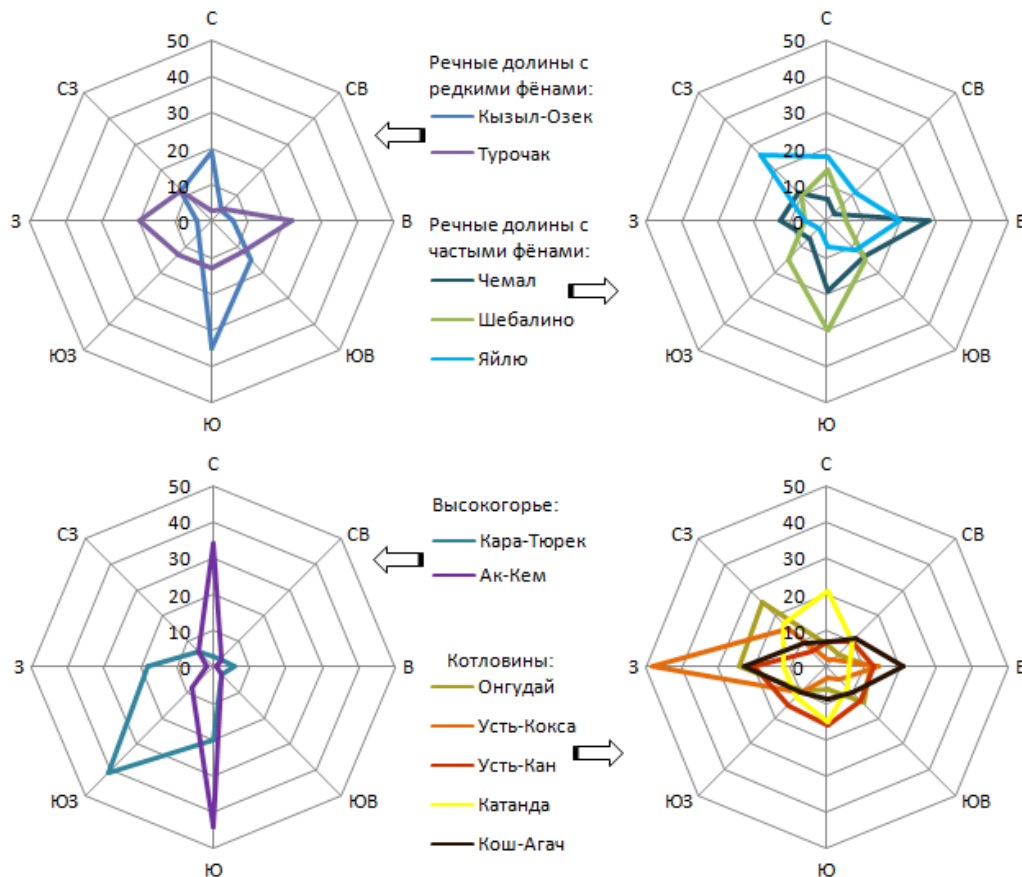 С
50
40
30
20
10
0
СВ
В
ЮВ
Ю
ЮЗ
З
СЗ
Речные долины с
редкими фёнами:
Кызыл-Озек
Турочак
Речные долины с
частыми фёнами:
Чемал
Шебалино
Яйлю
С
50
40
30
20
10
0
СВ
В
ЮВ
Ю
ЮЗ
З
СЗ
С
50
40
30
20
10
0
СВ
В
ЮВ
Ю
ЮЗ
З
СЗ
Высокогорье:
Кара-Тюрек
Ак-Кем
Котловины:
Онгудай
Усть-Кокса
Усть-Кан
Катанда
Кош-Агач
С
50
40
30
20
10
0
СВ
В
ЮВ
Ю
ЮЗ
З
СЗ